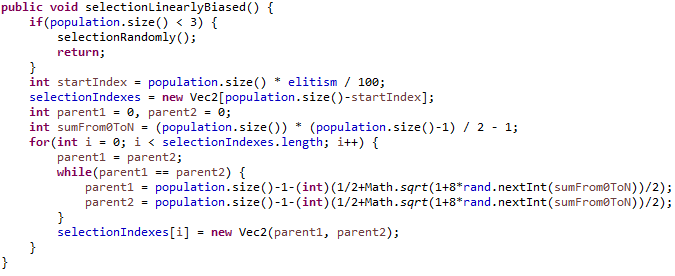 public void selectionLinearlyBiased() {
    if(population.size() < 3) {
        selectionRandomly();
        return;
    }
    int startIndex = population.size() * elitism / 100;
    selectionIndexes = new Vec2[population.size()-startIndex];
    int parent1 = 0, parent2 = 0;
    int sumFrom0ToN = (population.size()) * (population.size()-1) / 2 - 1;
    for(int i = 0; i < selectionIndexes.length; i++) {
        parent1 = parent2;
        while(parent1 == parent2) {
            parent1 = population.size()-1-(int)(1/2+Math.sqrt(1+8*rand.nextInt(sumFrom0ToN))/2);
            parent2 = population.size()-1-(int)(1/2+Math.sqrt(1+8*rand.nextInt(sumFrom0ToN))/2);
        }
        selectionIndexes[i] = new Vec2(parent1, parent2);
    }
}